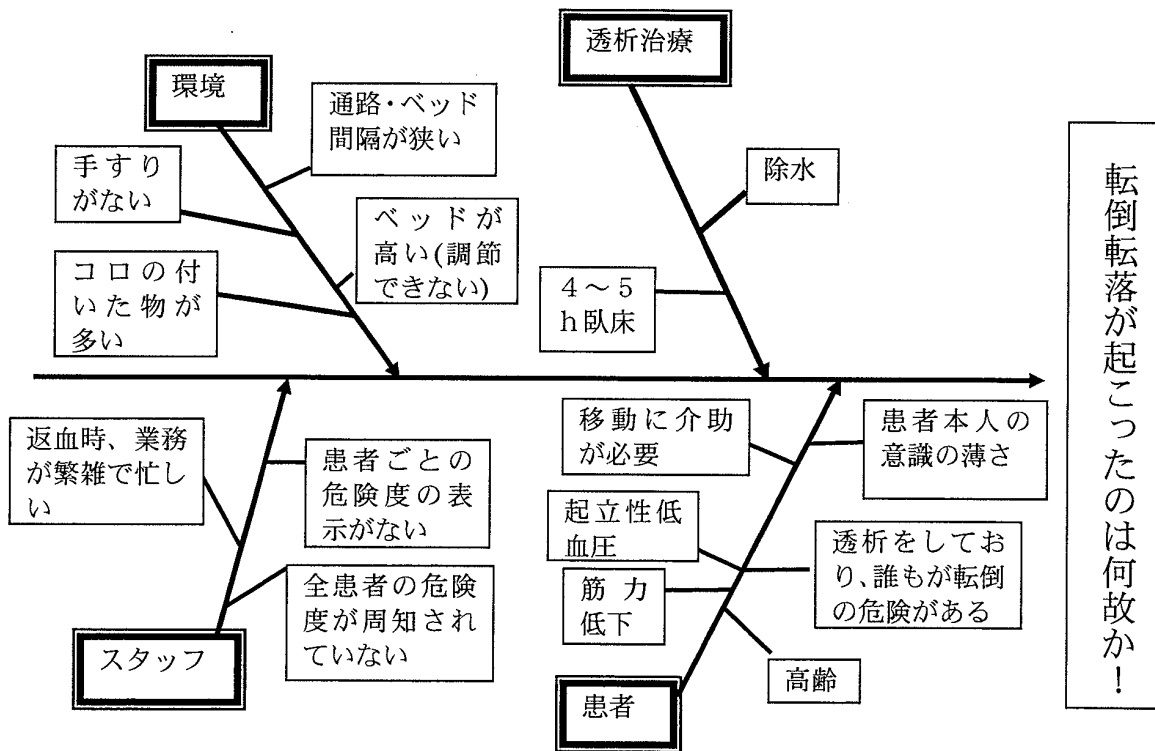 透析治療
環境
通路・ベッド
間隔が狭い
手すり
がない
除水
ベッドが
高い(調節
できない)
コロの付
いた物が
多い
4~5
h臥床
転倒転落が起こったのは何故か!
返血時、業務
が繁雑で忙し
い
患者ごとの
危険度の表
示がない
移動に介助
が必要
患者本人の
意識の薄さ
起立性低
血圧
透析をしてお
り、誰もが転倒
の危険がある
筋力
低下
全患者の危険
度が周知され
ていない
スタッフ
高齢
患者